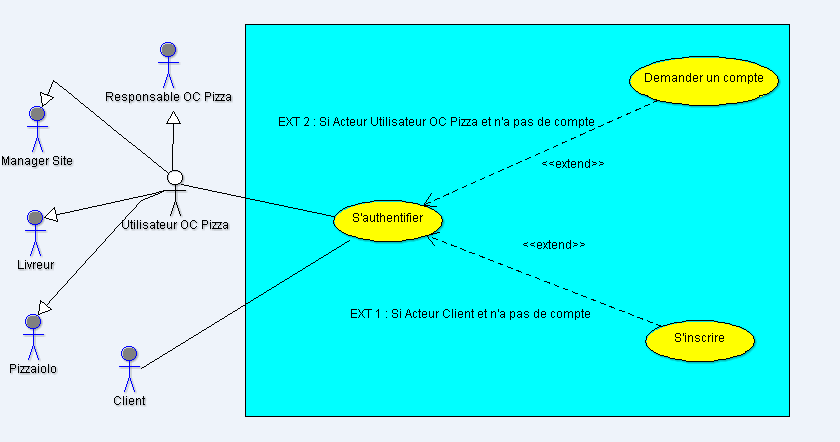 Demander un compte
Responsable OC Pizza
EXT 2 : Si Acteur Utilisateur OC Pizza et n'a pas de compte
Manager Site
<<extend>>
S'authentifier
Utilisateur OC Pizza
<<extend>>
Livreur
EXT 1 : Si Acteur Client et n'a pas de compte
S'inscrire
Pizzaiolo
Client